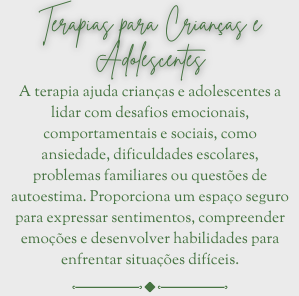 Terapias para Crianças e
Adolescentes
A terapia ajuda crianças e adolescentes a
lidar com desafios emocionais,
comportamentais e sociais, como
ansiedade, dificuldades escolares,
problemas familiares ou questões de
autoestima. Proporciona um espaço seguro
para expressar sentimentos, compreender
emoções e desenvolver habilidades para
enfrentar situações difíceis.